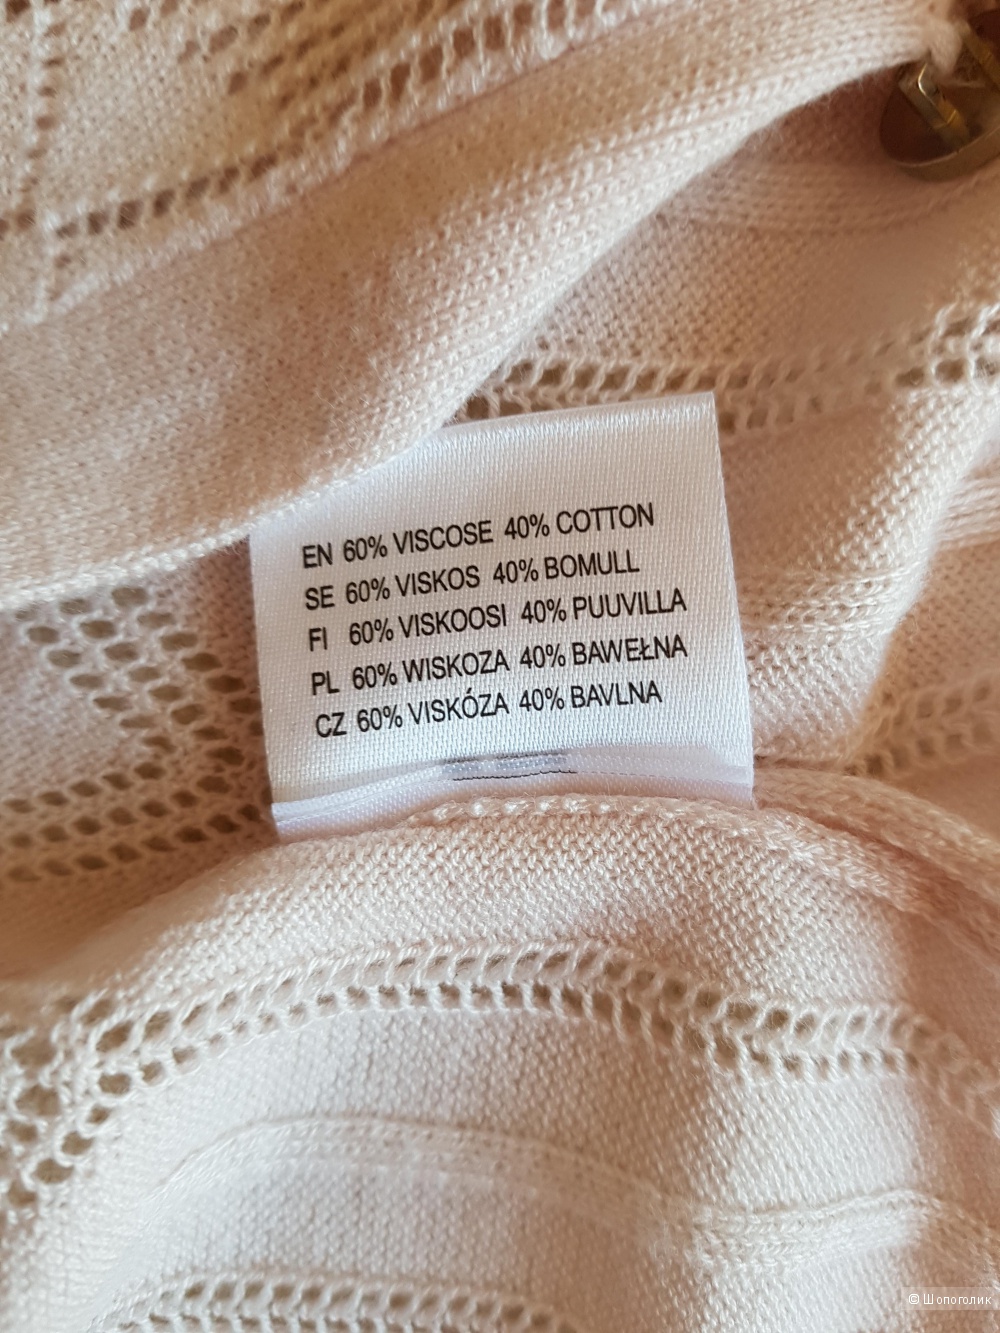 EN 60% VISCOSE 40% COTTON
SE 60% VISKOS 40% BOMULL
FI 60% VISKOOSI 40% PUUVILLA
PL 60% WISKOZA 40% BAWEŁNA
CZ 60% VISKÓZA 40% BAVLNA
© Шопоголик